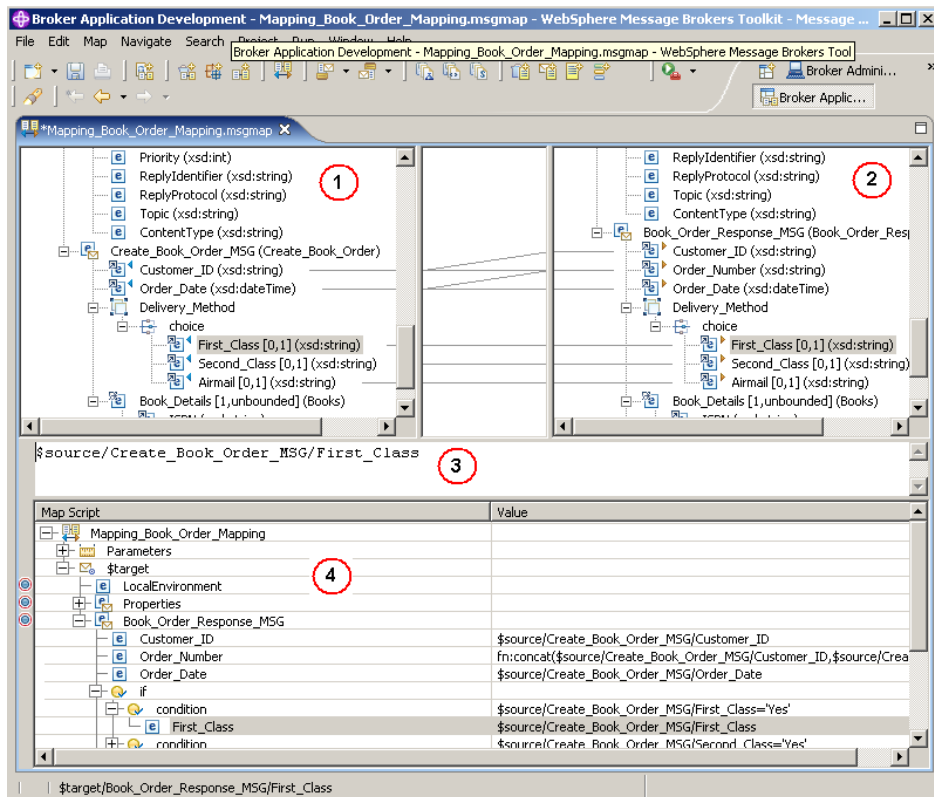 Broker Application Development - Mapping_Book_Order_Mapping.msgmap - WebSphere Message Brokers Toolkit - Message ...
File Edit Map Navigate Search Project Run Window Help
Broker Application Development - Mapping_Book_Order_Mapping.msgmap - WebSphere Message Brokers Tool
Broker Admini...
»
Broker Applic...
*Mapping_Book_Order_Mapping.msgmap
Priority (xsd:int)
ReplyIdentifier (xsd:string)
ReplyProtocol (xsd:string)
Topic (xsd:string)
ContentType (xsd:string)
Create_Book_Order_MSG (Create_Book_Order)
Customer_ID (xsd:string)
Order_Date (xsd:dateTime)
Delivery_Method
choice
First_Class [0,1] (xsd:string)
Second_Class [0,1] (xsd:string)
Airmail [0,1] (xsd:string)
Book_Details [1,unbounded] (Books)
1
ReplyIdentifier (xsd:string)
ReplyProtocol (xsd:string)
Topic (xsd:string)
ContentType (xsd:string)
Book_Order_Response_MSG (Book_Order_Resp
Customer_ID (xsd:string)
Order_Number (xsd:string)
Order_Date (xsd:dateTime)
Delivery_Method
choice
First_Class [0,1] (xsd:string)
Second_Class [0,1] (xsd:string)
Airmail [0,1] (xsd:string)
Book_Details [1,unbounded] (Books)
2
$source/Create_Book_Order_MSG/First_Class
3
Map Script Value
Mapping_Book_Order_Mapping
Parameters
$target
4
LocalEnvironment
Properties
Book_Order_Response_MSG
Customer_ID $source/Create_Book_Order_MSG/Customer_ID
Order_Number fn:concat($source/Create_Book_Order_MSG/Customer_ID,$source/Crea
Order_Date $source/Create_Book_Order_MSG/Order_Date
if
condition $source/Create_Book_Order_MSG/First_Class='Yes'
First_Class $source/Create_Book_Order_MSG/First_Class
condition $source/Create_Book_Order_MSG/Second_Class='Yes'
$target/Book_Order_Response_MSG/First_Class